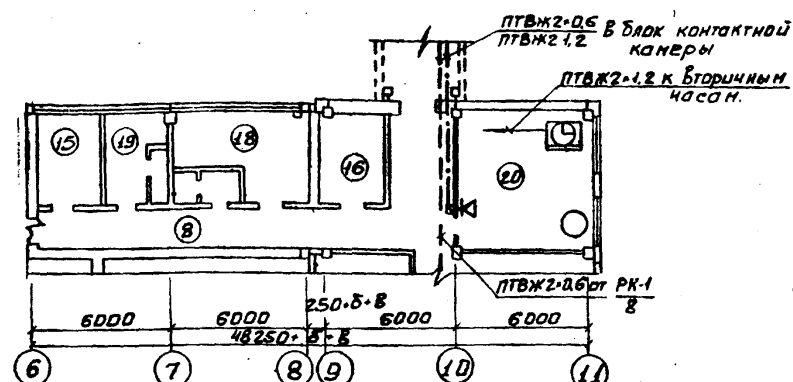 ПТВЖ2×0,6
ПТВЖ2×1,2
в блок контактной
камеры
ПТВЖ2×1,2 к вторичным
часам.
15
19
18
16
20
8
ПТВЖ2×0,6 от РК-1
8
250+б+в
6000
6000
6000
6000
48250+б+в
6
7
8
9
10
11